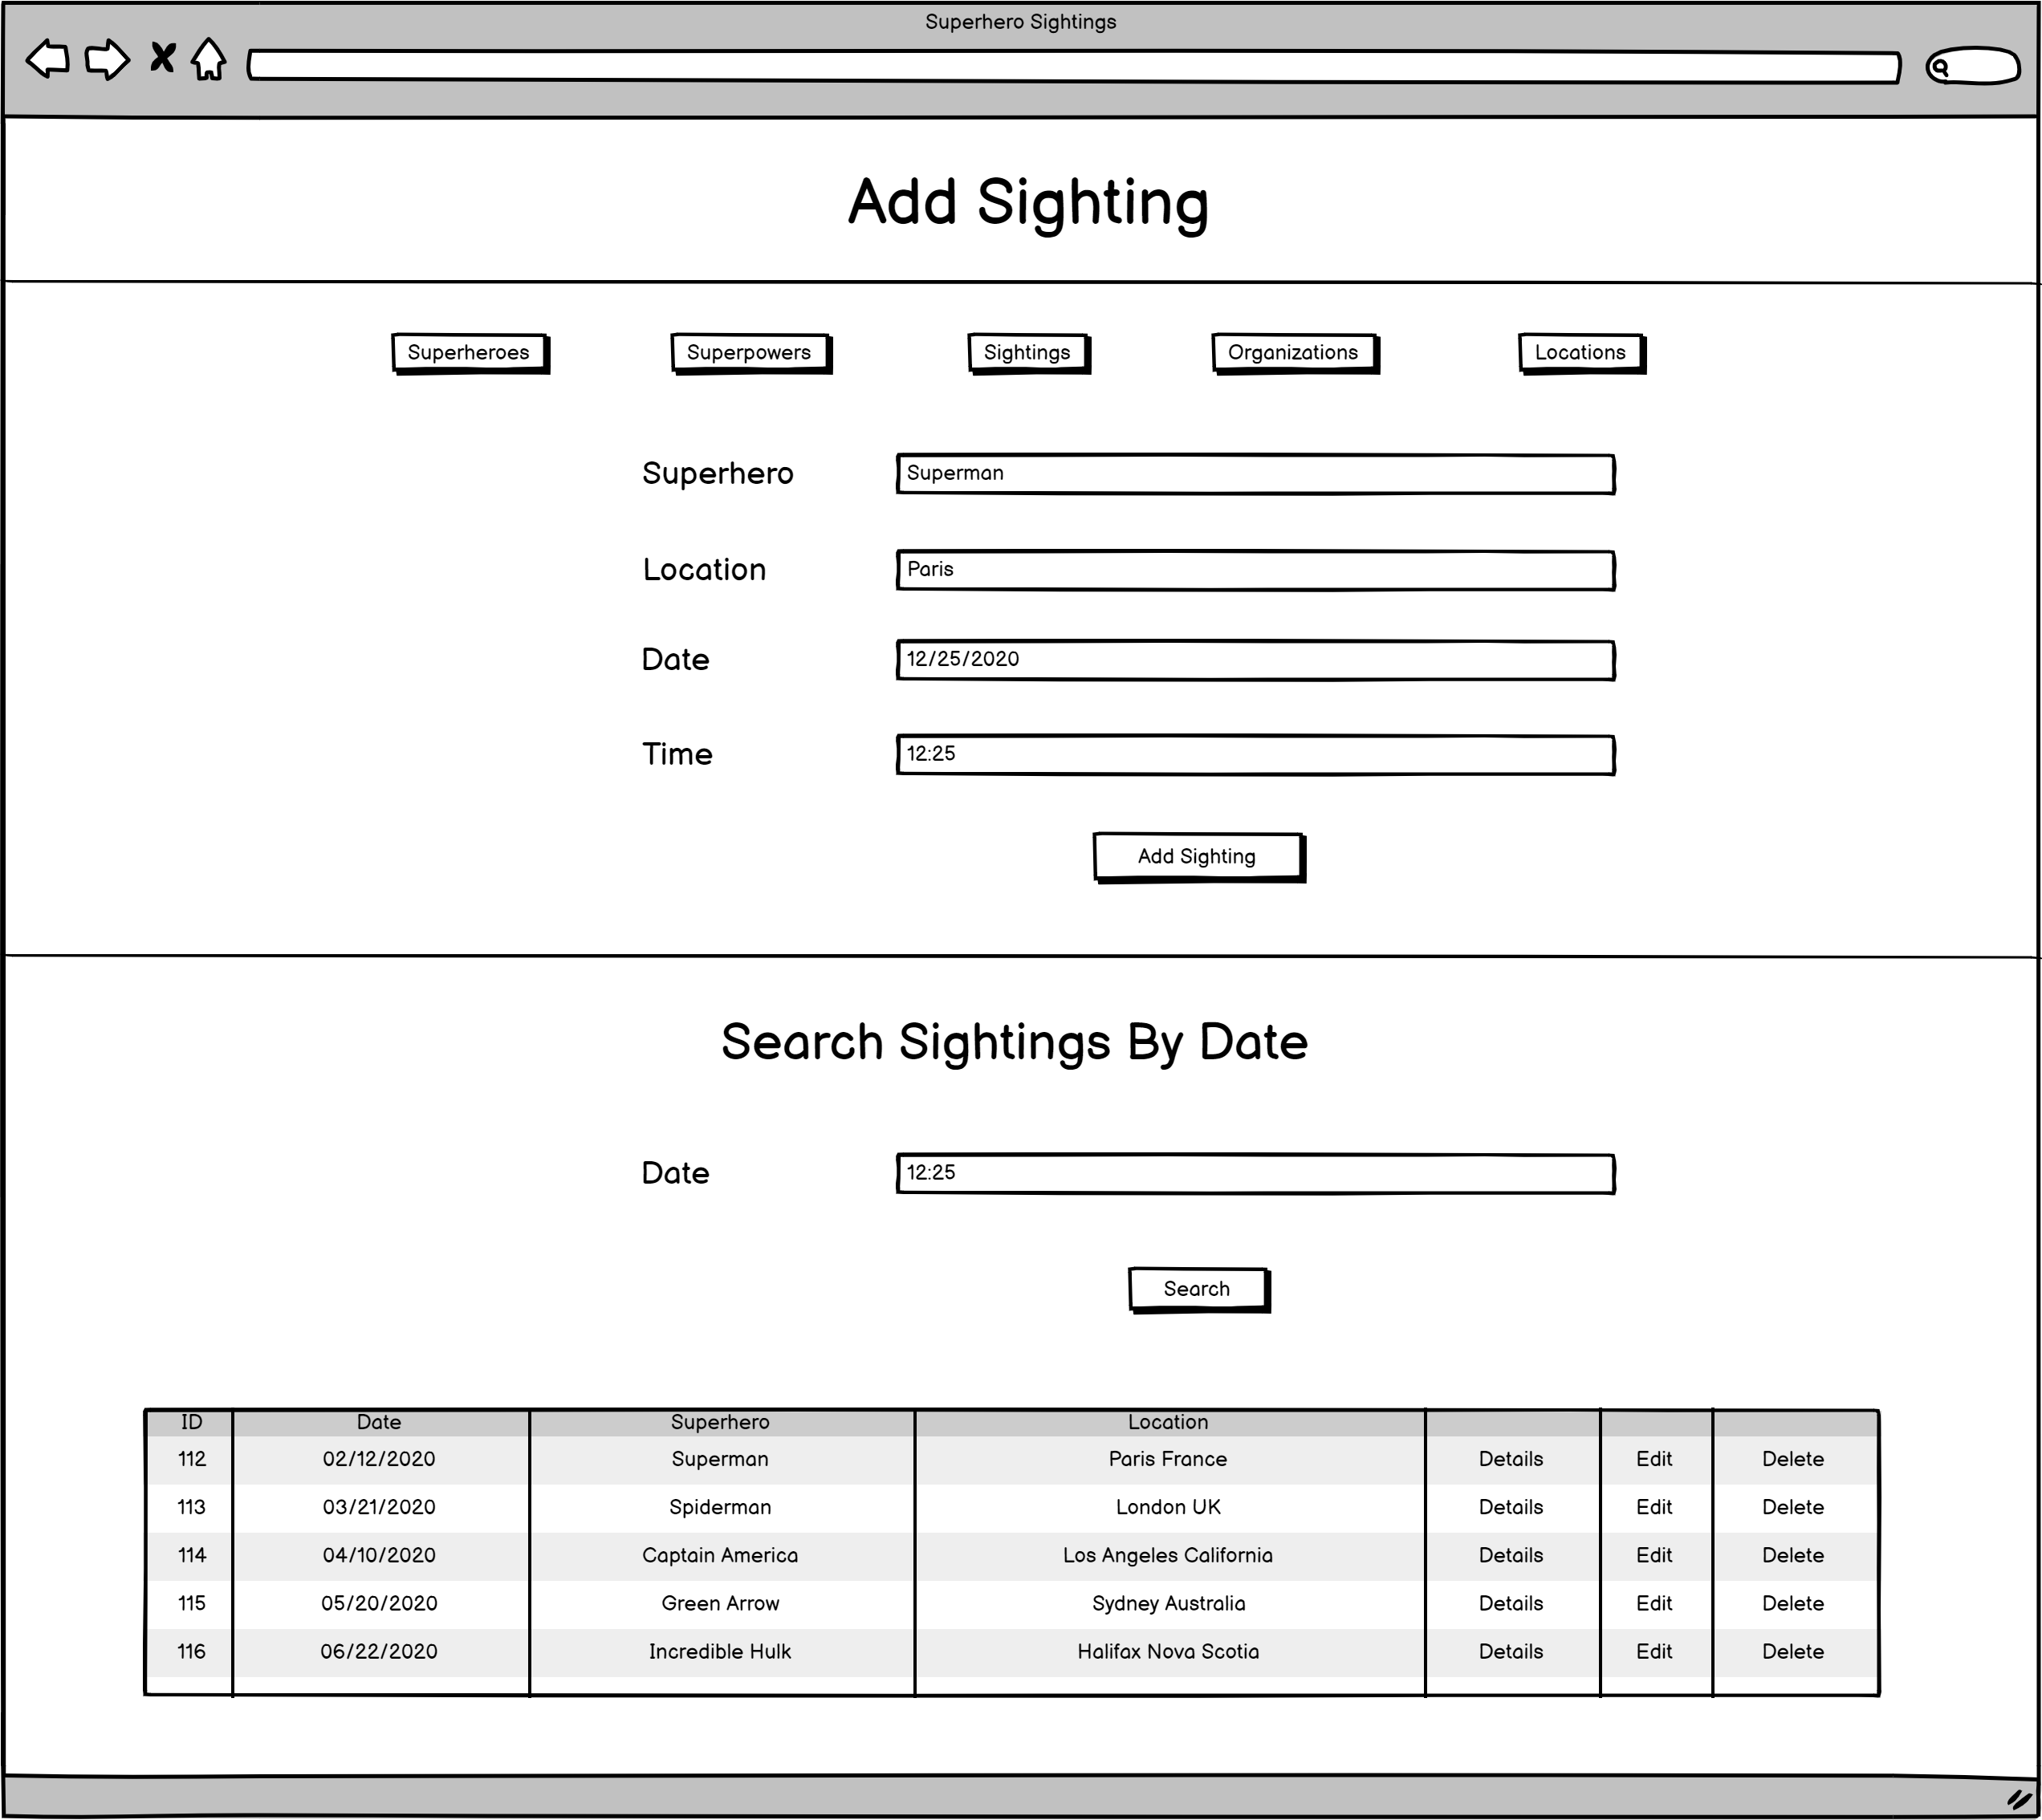 Superhero Sightings
Add Sighting
Superheroes Superpowers Sightings Organizations Locations
Superhero Superman
Location Paris
Date 12/25/2020
Time 12:25
Add Sighting
Search Sightings By Date
Date 12:25
Search
ID Date Superhero Location
112 02/12/2020 Superman Paris France Details Edit Delete
113 03/21/2020 Spiderman London UK Details Edit Delete
114 04/10/2020 Captain America Los Angeles California Details Edit Delete
115 05/20/2020 Green Arrow Sydney Australia Details Edit Delete
116 06/22/2020 Incredible Hulk Halifax Nova Scotia Details Edit Delete